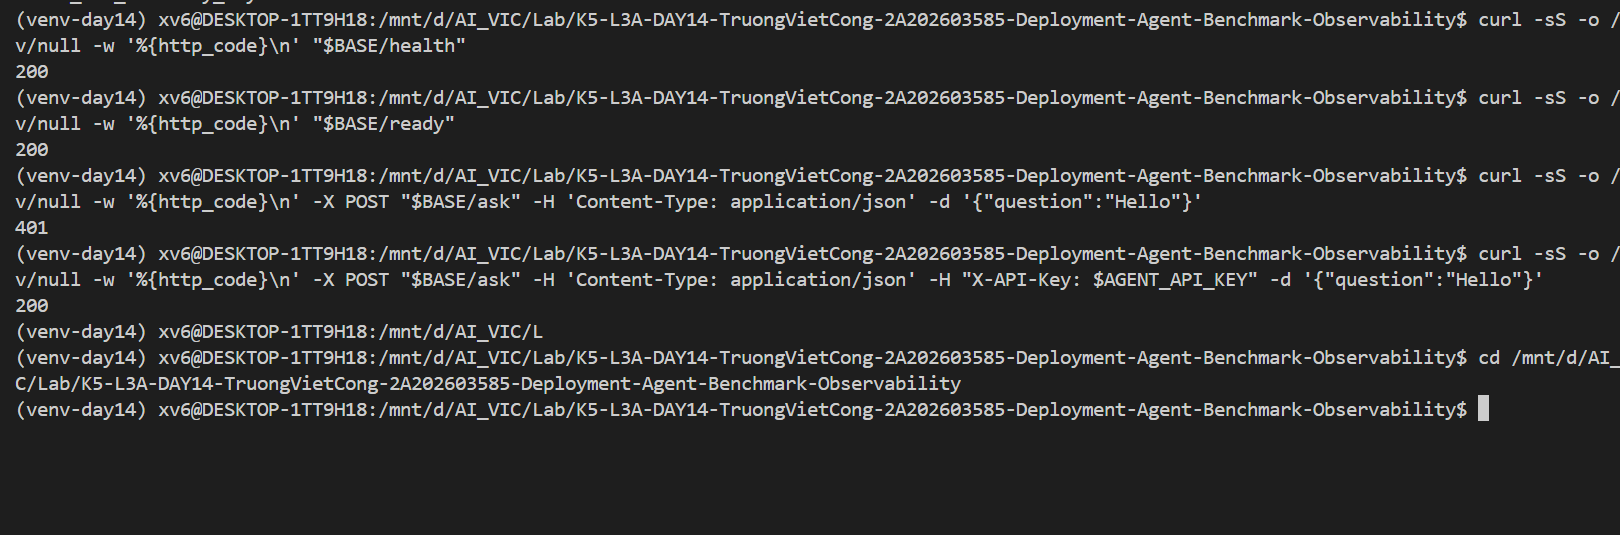 (venv-day14) xv6@DESKTOP-1TT9H18:/mnt/d/AI_VIC/Lab/K5-L3A-DAY14-TruongVietCong-2A202603585-Deployment-Agent-Benchmark-Observability$ curl -sS -o /
v/null -w '%{http_code}\n' "$BASE/health"
200
(venv-day14) xv6@DESKTOP-1TT9H18:/mnt/d/AI_VIC/Lab/K5-L3A-DAY14-TruongVietCong-2A202603585-Deployment-Agent-Benchmark-Observability$ curl -sS -o /
v/null -w '%{http_code}\n' "$BASE/ready"
200
(venv-day14) xv6@DESKTOP-1TT9H18:/mnt/d/AI_VIC/Lab/K5-L3A-DAY14-TruongVietCong-2A202603585-Deployment-Agent-Benchmark-Observability$ curl -sS -o /
v/null -w '%{http_code}\n' -X POST "$BASE/ask" -H 'Content-Type: application/json' -d '{"question":"Hello"}'
401
(venv-day14) xv6@DESKTOP-1TT9H18:/mnt/d/AI_VIC/Lab/K5-L3A-DAY14-TruongVietCong-2A202603585-Deployment-Agent-Benchmark-Observability$ curl -sS -o /
v/null -w '%{http_code}\n' -X POST "$BASE/ask" -H 'Content-Type: application/json' -H "X-API-Key: $AGENT_API_KEY" -d '{"question":"Hello"}'
200
(venv-day14) xv6@DESKTOP-1TT9H18:/mnt/d/AI_VIC/L
(venv-day14) xv6@DESKTOP-1TT9H18:/mnt/d/AI_VIC/Lab/K5-L3A-DAY14-TruongVietCong-2A202603585-Deployment-Agent-Benchmark-Observability$ cd /mnt/d/AI_
C/Lab/K5-L3A-DAY14-TruongVietCong-2A202603585-Deployment-Agent-Benchmark-Observability
(venv-day14) xv6@DESKTOP-1TT9H18:/mnt/d/AI_VIC/Lab/K5-L3A-DAY14-TruongVietCong-2A202603585-Deployment-Agent-Benchmark-Observability$